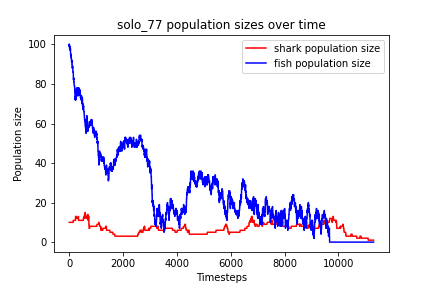 solo_77 population sizes over time
shark population size
fish population size
Population size
100
80
60
40
20
0
0
2000
4000
6000
8000
10000
Timesteps